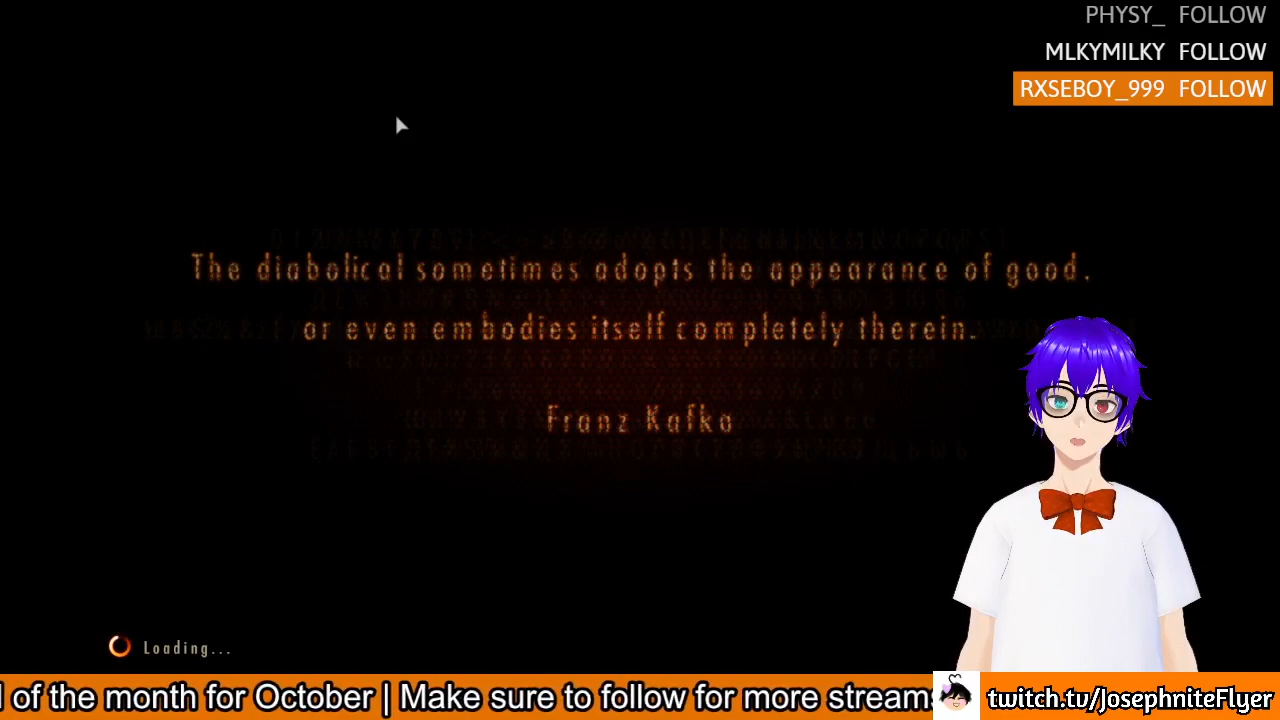 PHYSY_ FOLLOW
MLKYMILKY FOLLOW
RXSEBOY_999 FOLLOW
The diabolical sometimes adopts the appearance of good,
or even embodies itself completely therein.
Franz Kafka
Loading...
of the month for October | Make sure to follow for more streams
twitch.tv/JosephniteFlyer